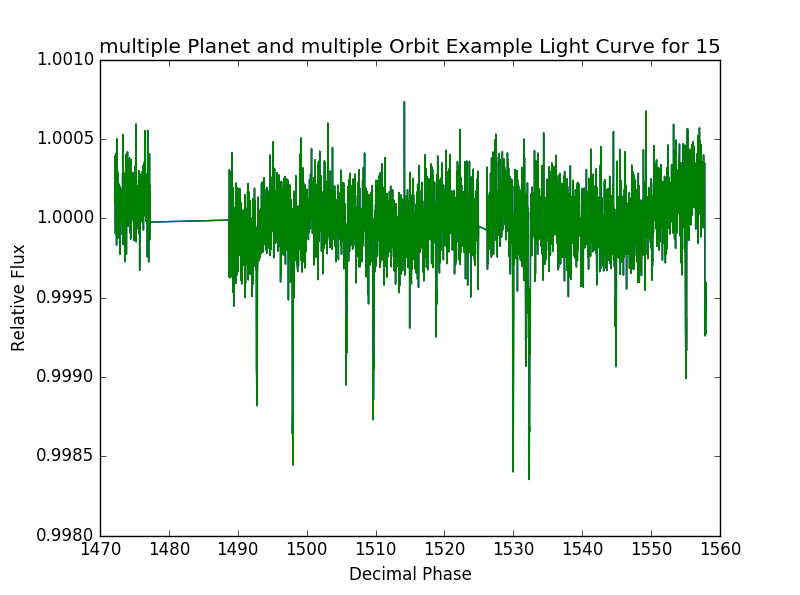 multiple Planet and multiple Orbit Example Light Curve for 15
1.0010
1.0005
1.0000
0.9995
0.9990
0.9985
0.9980
Relative Flux
1470 1480 1490 1500 1510 1520 1530 1540 1550 1560
Decimal Phase